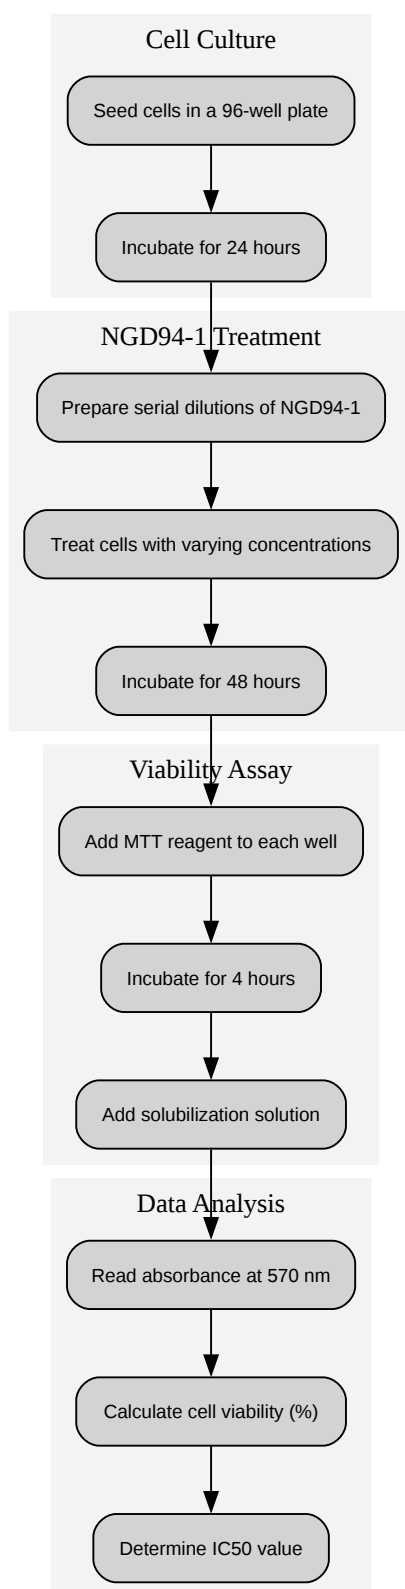 Cell Culture
Seed cells in a 96-well plate
Incubate for 24 hours
NGD94-1 Treatment
Prepare serial dilutions of NGD94-1
Treat cells with varying concentrations
Incubate for 48 hours
Viability Assay
Add MTT reagent to each well
Incubate for 4 hours
Add solubilization solution
Data Analysis
Read absorbance at 570 nm
Calculate cell viability (%)
Determine IC50 value